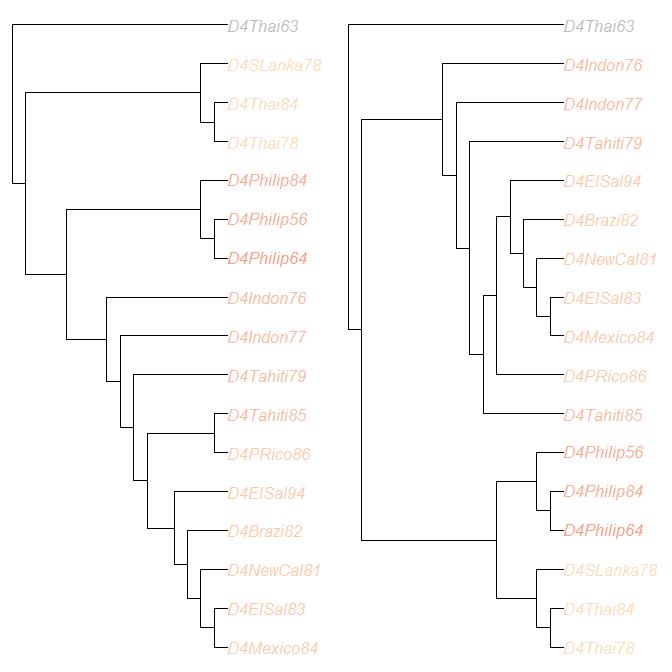 D4Thai63
D4SLanka78
D4Thai84
D4Thai78
D4Philip84
D4Philip56
D4Philip64
D4Indon76
D4Indon77
D4Tahiti79
D4Tahiti85
D4PRico86
D4ElSal94
D4Brazi82
D4NewCal81
D4ElSal83
D4Mexico84
D4Thai63
D4Indon76
D4Indon77
D4Tahiti79
D4ElSal94
D4Brazi82
D4NewCal81
D4ElSal83
D4Mexico84
D4PRico86
D4Tahiti85
D4Philip56
D4Philip84
D4Philip64
D4SLanka78
D4Thai84
D4Thai78